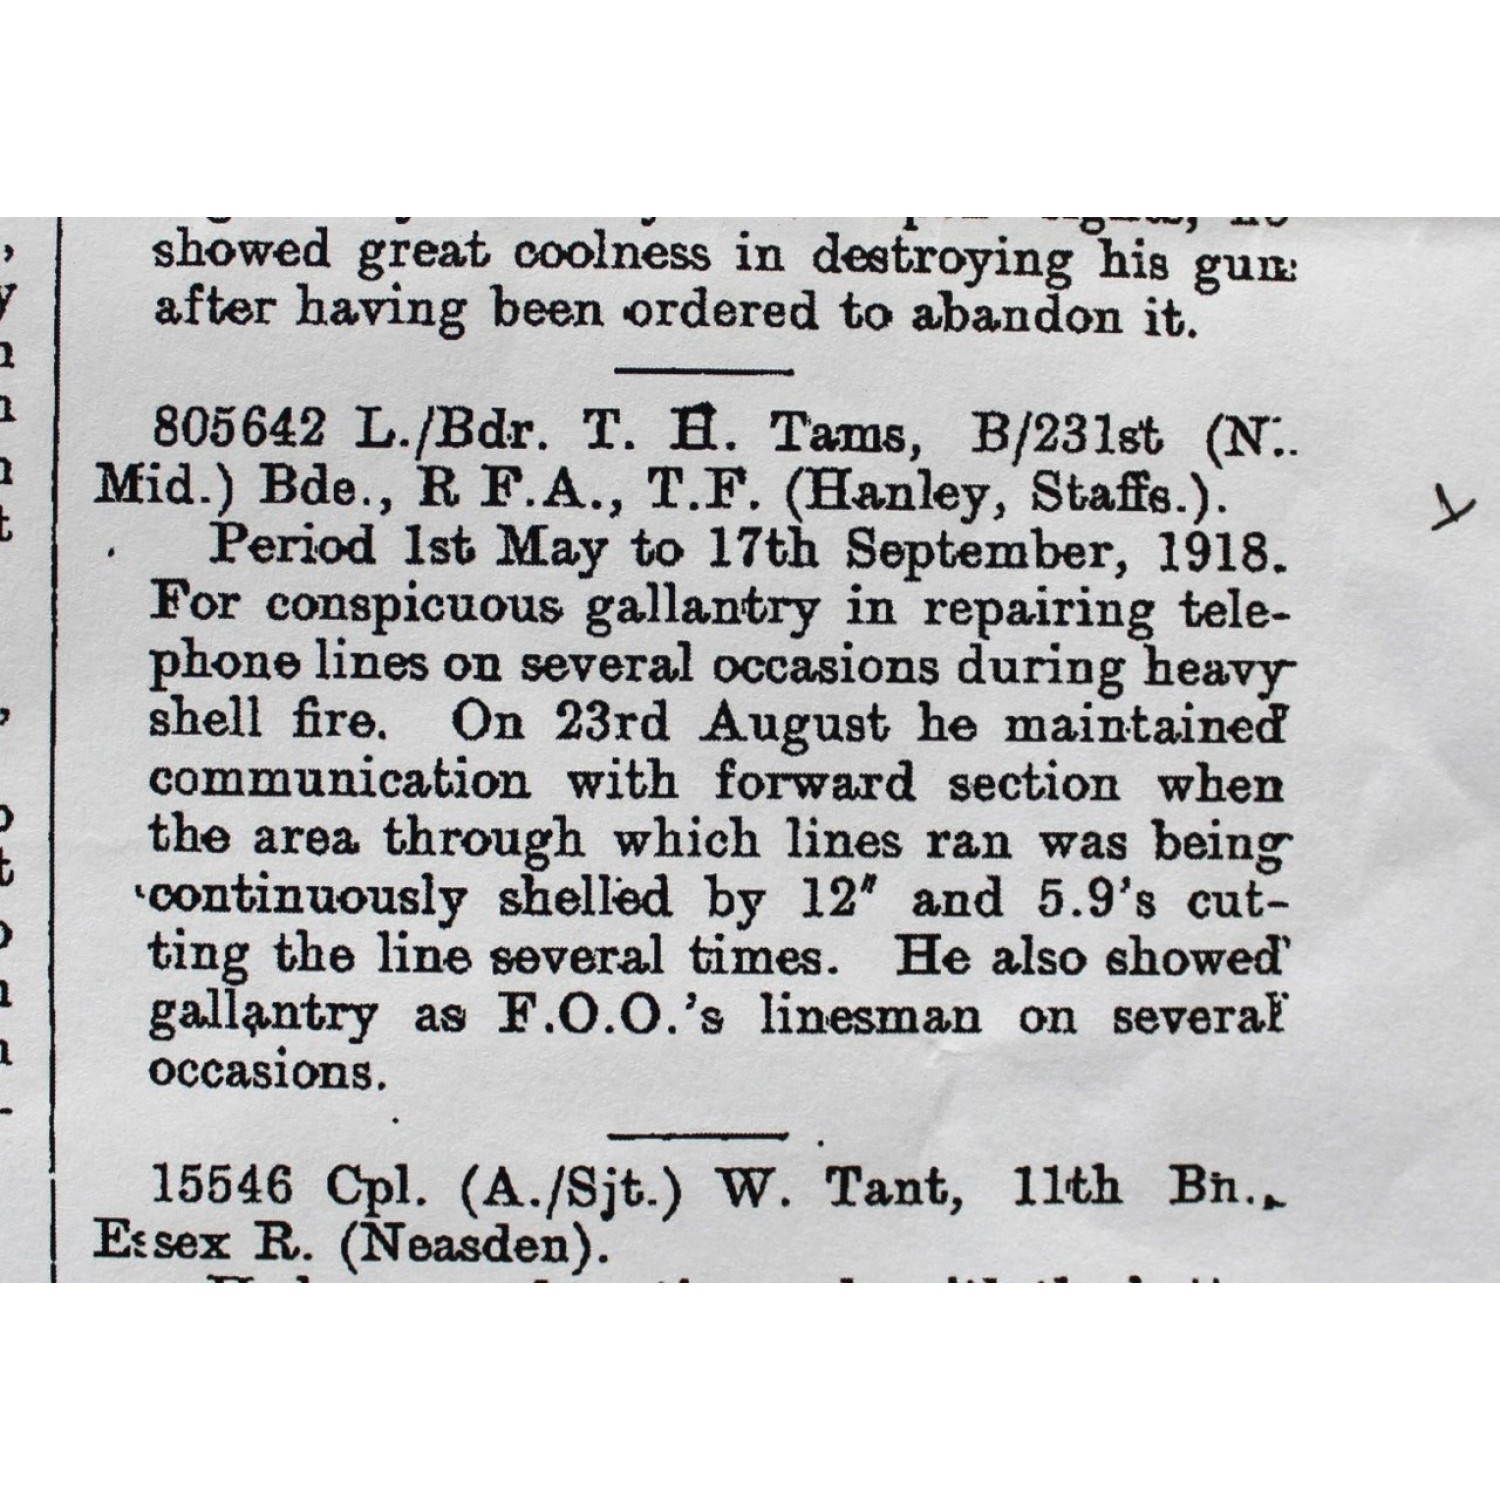 showed great coolness in destroying his gun
after having been ordered to abandon it.
805642 L./Bdr. T. H. Tams, B/231st (N.
Mid.) Bde., R F.A., T.F. (Hanley, Staffs.).
Period 1st May to 17th September, 1918.
For conspicuous gallantry in repairing tele-
phone lines on several occasions during heavy
shell fire. On 23rd August he maintained
communication with forward section when
the area through which lines ran was being
continuously shelled by 12" and 5.9's cut-
ting the line several times. He also showed
gallantry as F.O.O.'s linesman on several
occasions.
15546 Cpl. (A./Sjt.) W. Tant, 11th Bn.,
Essex R. (Neasden).